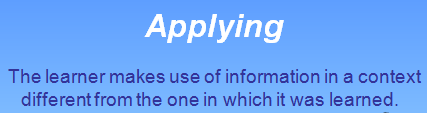 Applying
The learner makes use of information in a context
different from the one in which it was learned.